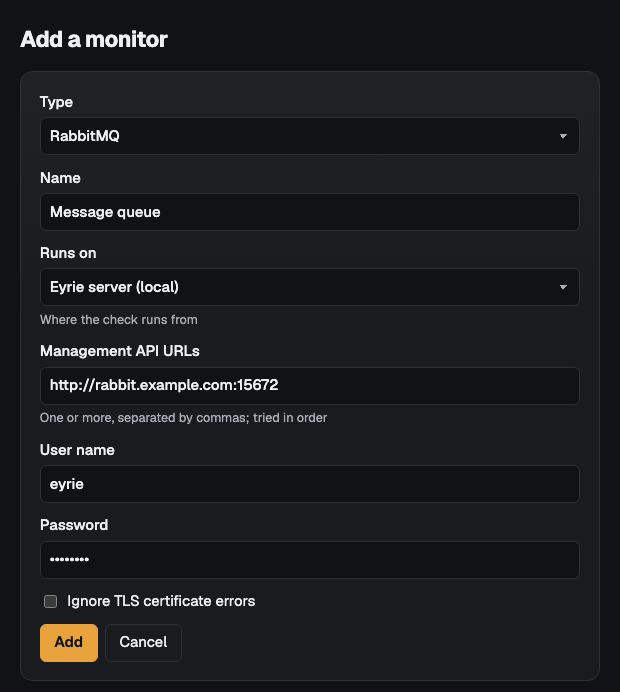 Add a monitor
Type
RabbitMQ
Name
Message queue
Runs on
Eyrie server (local)
Where the check runs from
Management API URLs
http://rabbit.example.com:15672
One or more, separated by commas; tried in order
User name
eyrie
Password
••••••••
Ignore TLS certificate errors
Add
Cancel